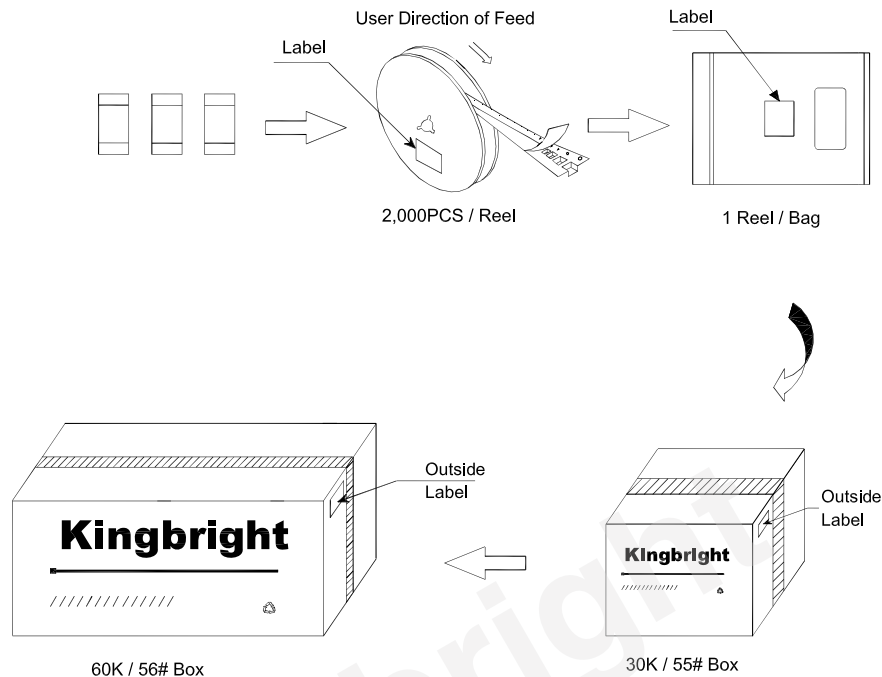 User Direction of Feed
Label
Label
2,000PCS / Reel
1 Reel / Bag
Outside
Label
Kingbright
60K / 56# Box
Outside
Label
Kingbright
30K / 55# Box
bright